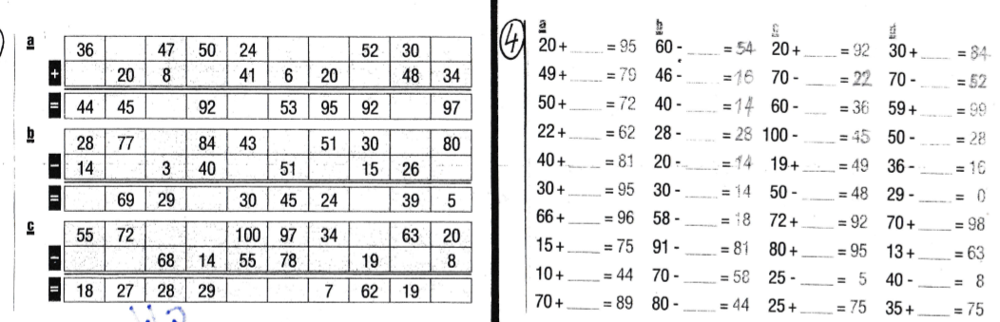 a 36 47 50 24 52 30
+ 20 8 41 6 20 48 34
= 44 45 92 53 95 92 97
b 28 77 84 43 51 30 80
- 14 3 40 51 15 26
= 69 29 30 45 24 39 5
c 55 72 100 97 34 63 20
- 68 14 55 78 19 8
= 18 27 28 29 7 62 19
4
a b c d
20 + ____ = 95 60 - ____ = 54 20 + ____ = 92 30 + ____ = 84
49 + ____ = 79 46 - ____ = 16 70 - ____ = 22 70 - ____ = 52
50 + ____ = 72 40 - ____ = 14 60 - ____ = 36 59 + ____ = 99
22 + ____ = 62 28 - ____ = 28 100 - ____ = 45 50 - ____ = 28
40 + ____ = 81 20 - ____ = 14 19 + ____ = 49 36 - ____ = 16
30 + ____ = 95 30 - ____ = 14 50 - ____ = 48 29 - ____ = 0
66 + ____ = 96 58 - ____ = 18 72 + ____ = 92 70 + ____ = 98
15 + ____ = 75 91 - ____ = 81 80 + ____ = 95 13 + ____ = 63
10 + ____ = 44 70 - ____ = 58 25 - ____ = 5 40 - ____ = 8
70 + ____ = 89 80 - ____ = 44 25 + ____ = 75 35 + ____ = 75